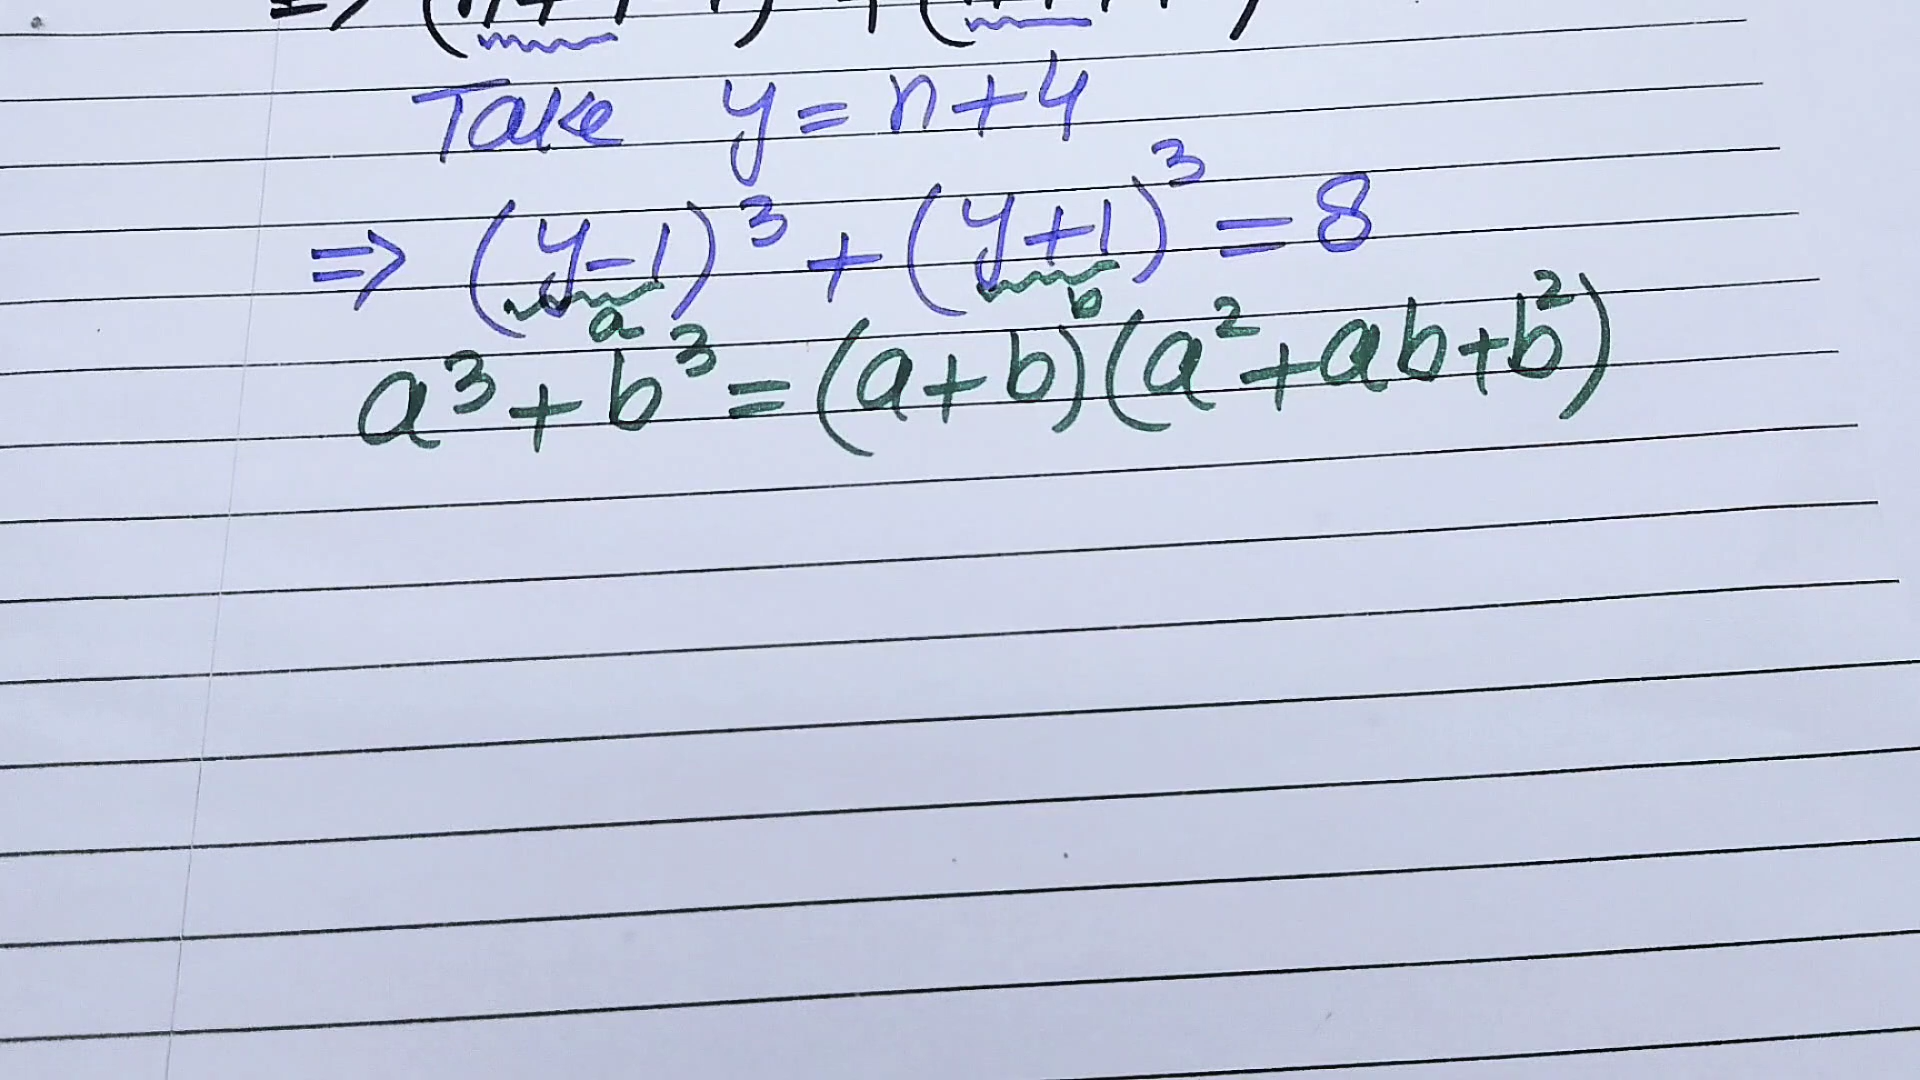 Take y = n+4
⇒ (y-1)³ + (y+1)³ = 8
a b
a³ + b³ = (a+b)(a²+ab+b²)